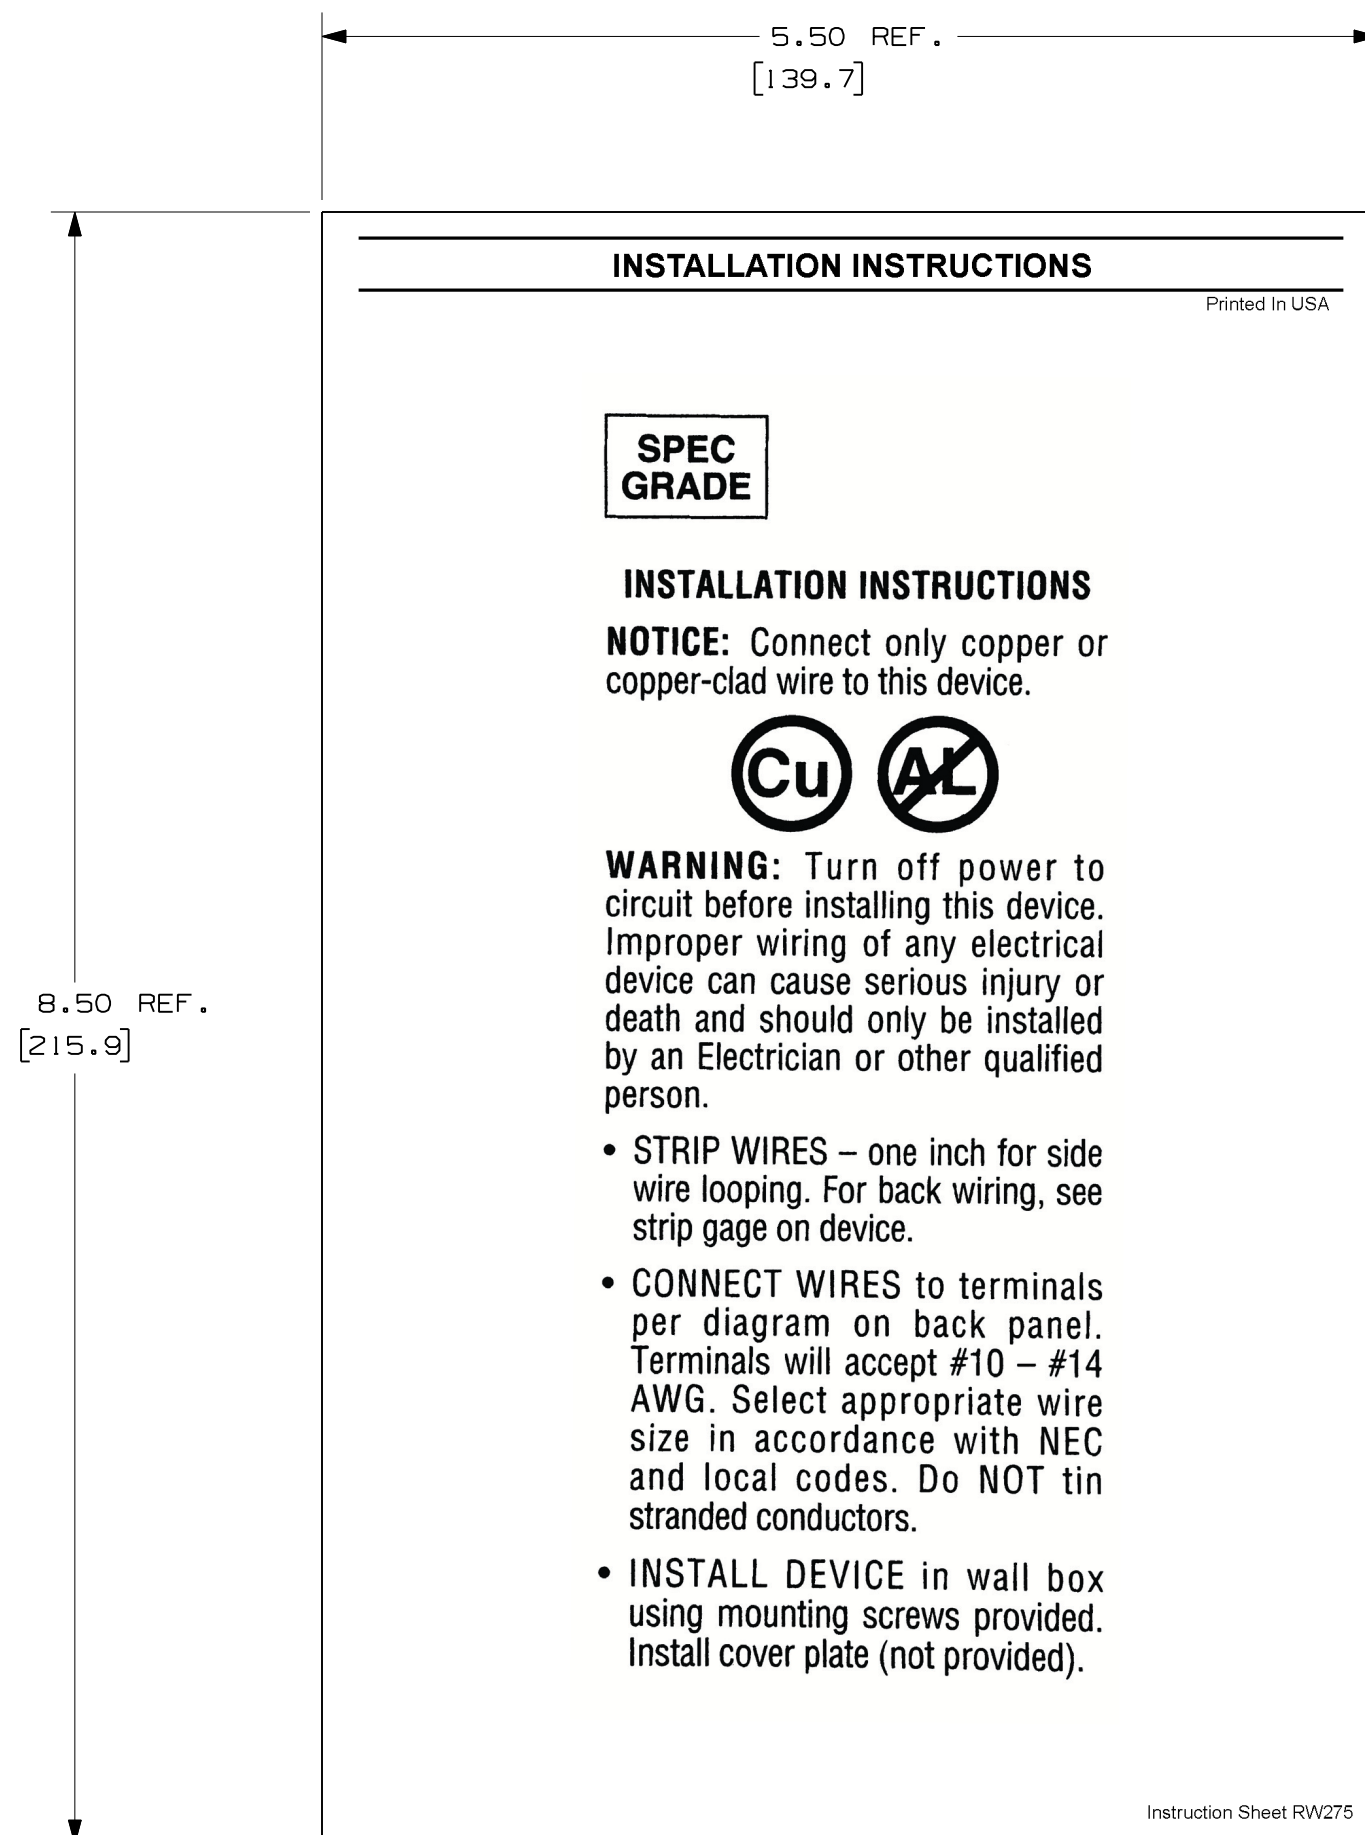 5.50 REF.
[139.7]
INSTALLATION INSTRUCTIONS
Printed In USA
SPEC
GRADE
INSTALLATION INSTRUCTIONS
NOTICE: Connect only copper or
copper-clad wire to this device.
Cu AL
WARNING: Turn off power to
circuit before installing this device.
Improper wiring of any electrical
device can cause serious injury or
death and should only be installed
by an Electrician or other qualified
person.
• STRIP WIRES – one inch for side
wire looping. For back wiring, see
strip gage on device.
• CONNECT WIRES to terminals
per diagram on back panel.
Terminals will accept #10 – #14
AWG. Select appropriate wire
size in accordance with NEC
and local codes. Do NOT tin
stranded conductors.
• INSTALL DEVICE in wall box
using mounting screws provided.
Install cover plate (not provided).
8.50 REF.
[215.9]
Instruction Sheet RW275